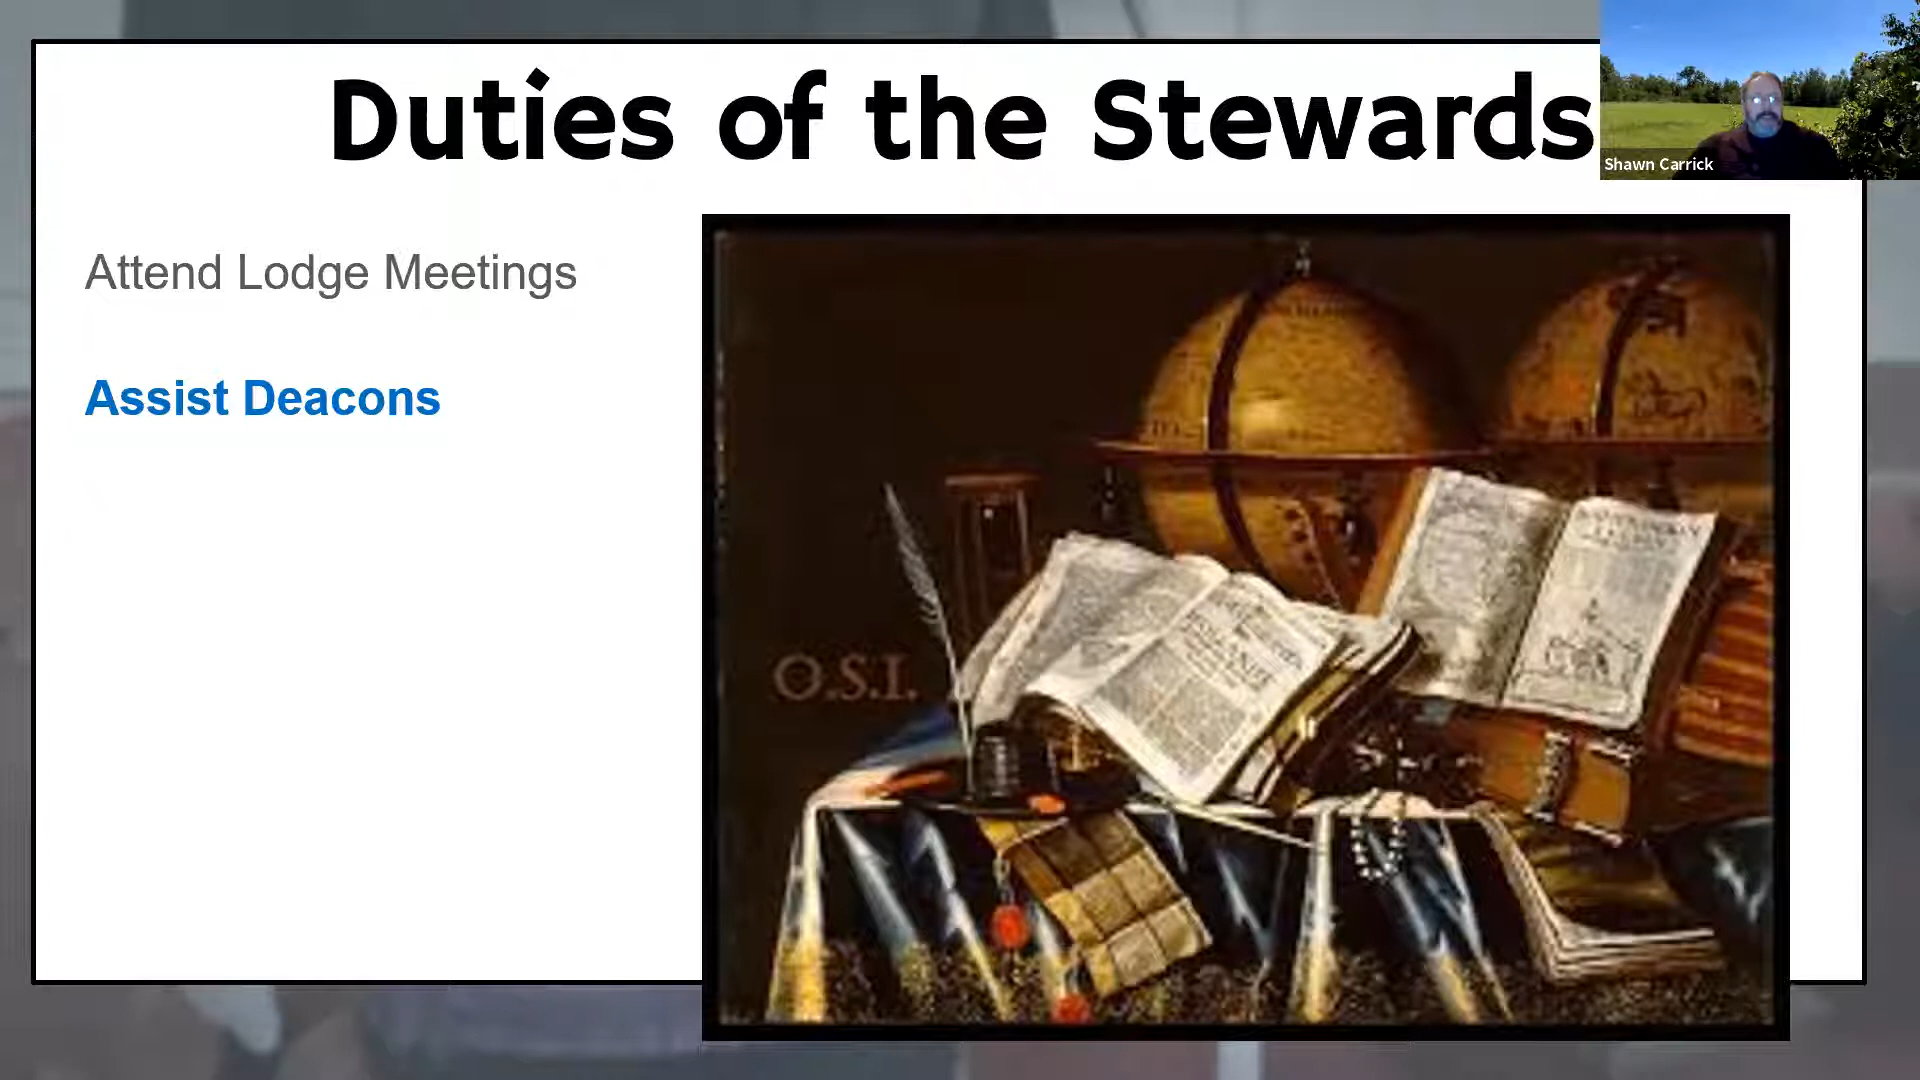 Duties of the Stewards
Shawn Carrick
Attend Lodge Meetings
Assist Deacons
O.S.I.